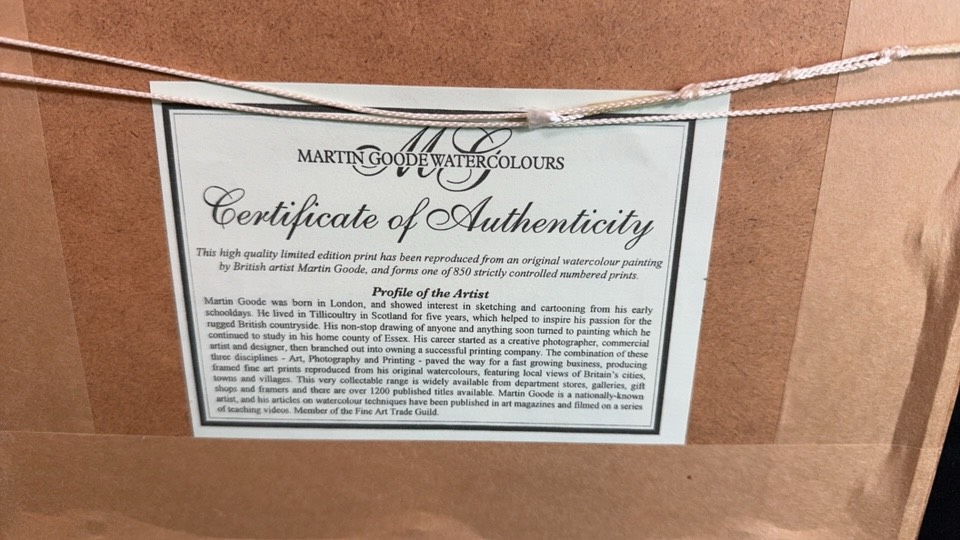 MG
MARTIN GOODE WATERCOLOURS
Certificate of Authenticity
This high quality limited edition print has been reproduced from an original watercolour painting
by British artist Martin Goode, and forms one of 850 strictly controlled numbered prints.
Profile of the Artist
Martin Goode was born in London, and showed interest in sketching and cartooning from his early
schooldays. He lived in Tillicoultry in Scotland for five years, which helped to inspire his passion for the
rugged British countryside. His non-stop drawing of anyone and anything soon turned to painting which he
continued to study in his home county of Essex. His career started as a creative photographer, commercial
artist and designer, then branched out into owning a successful printing company. The combination of these
three disciplines - Art, Photography and Printing - paved the way for a fast growing business, producing
framed fine art prints reproduced from his original watercolours, featuring local views of Britain's cities,
towns and villages. This very collectable range is widely available from department stores, galleries, gift
shops and framers and there are over 1200 published titles available. Martin Goode is a nationally-known
artist, and his articles on watercolour techniques have been published in art magazines and filmed on a series
of teaching videos. Member of the Fine Art Trade Guild.